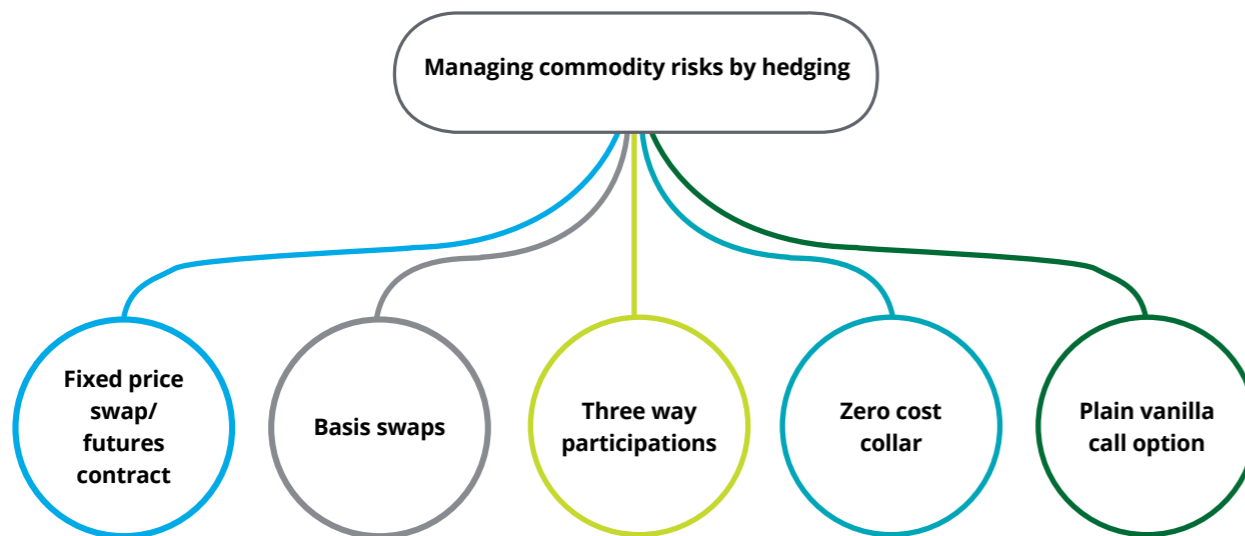 Managing commodity risks by hedging
Fixed price
swap/
futures
contract
Basis swaps
Three way
participations
Zero cost
collar
Plain vanilla
call option